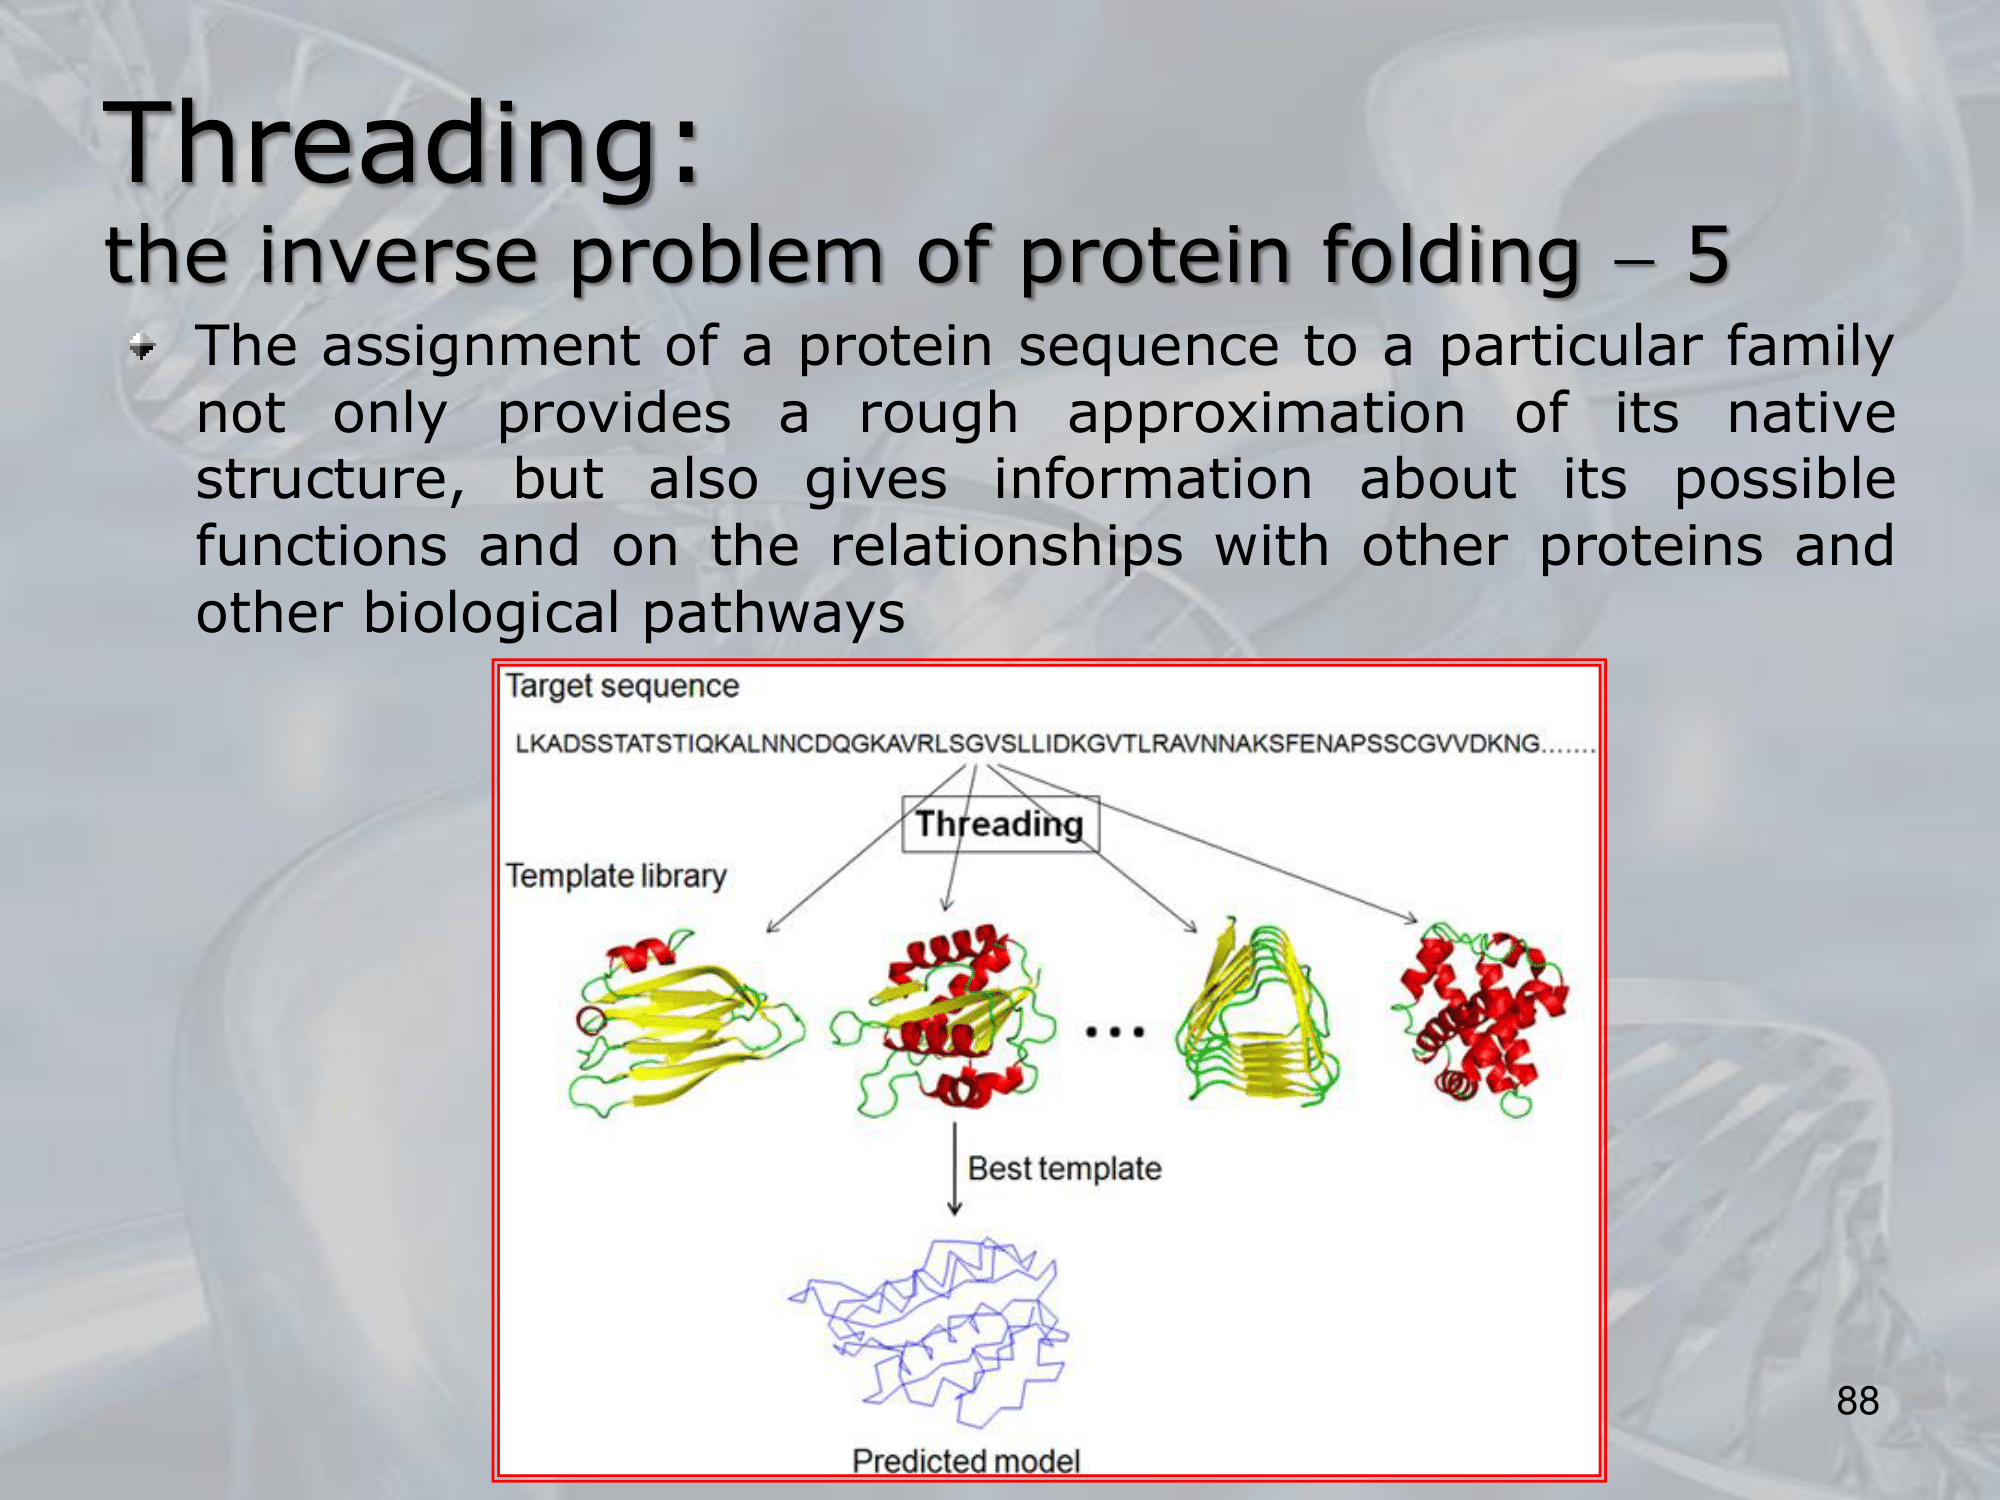 Threading:
the inverse problem of protein folding – 5
The assignment of a protein sequence to a particular family
not only provides a rough approximation of its native
structure, but also gives information about its possible
functions and on the relationships with other proteins and
other biological pathways
Target sequence
LKADSSTATSTIQKALNNCDQGKAVRLSGVSLLIDKGVTLRAVNNAKSFENAPSSCGVVDKNG.......
Threading
Template library
...
Best template
Predicted model
88